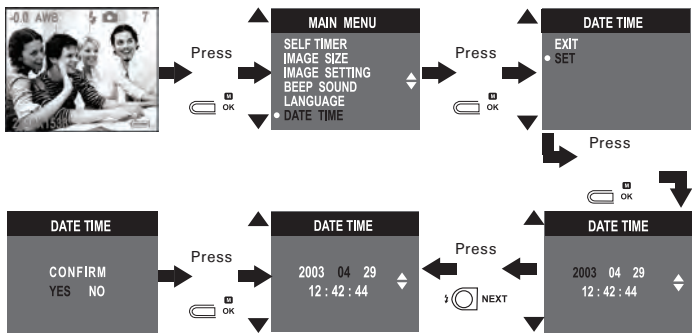 -0.0 AWB 7
Press
M
OK
MAIN MENU
SELF TIMER
IMAGE SIZE
IMAGE SETTING
BEEP SOUND
LANGUAGE
DATE TIME
Press
M
OK
DATE TIME
EXIT
SET
Press
M
OK
DATE TIME
2003 04 29
12 : 42 : 44
Press
NEXT
DATE TIME
2003 04 29
12 : 42 : 44
Press
M
OK
DATE TIME
CONFIRM
YES NO